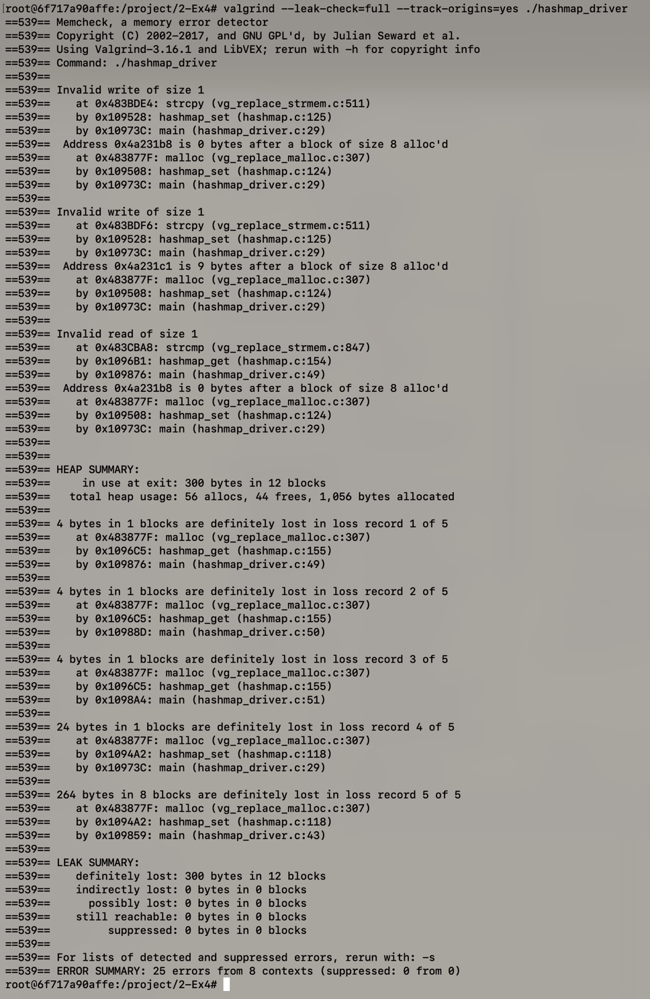 [root@6f717a90affe:/project/2-Ex4# valgrind --leak-check=full --track-origins=yes ./hashmap_driver
==539== Memcheck, a memory error detector
==539== Copyright (C) 2002-2017, and GNU GPL'd, by Julian Seward et al.
==539== Using Valgrind-3.16.1 and LibVEX; rerun with -h for copyright info
==539== Command: ./hashmap_driver
==539==
==539== Invalid write of size 1
==539==    at 0x483BDE4: strcpy (vg_replace_strmem.c:511)
==539==    by 0x109528: hashmap_set (hashmap.c:125)
==539==    by 0x10973C: main (hashmap_driver.c:29)
==539==  Address 0x4a231b8 is 0 bytes after a block of size 8 alloc'd
==539==    at 0x483877F: malloc (vg_replace_malloc.c:307)
==539==    by 0x109508: hashmap_set (hashmap.c:124)
==539==    by 0x10973C: main (hashmap_driver.c:29)
==539==
==539== Invalid write of size 1
==539==    at 0x483BDF6: strcpy (vg_replace_strmem.c:511)
==539==    by 0x109528: hashmap_set (hashmap.c:125)
==539==    by 0x10973C: main (hashmap_driver.c:29)
==539==  Address 0x4a231c1 is 9 bytes after a block of size 8 alloc'd
==539==    at 0x483877F: malloc (vg_replace_malloc.c:307)
==539==    by 0x109508: hashmap_set (hashmap.c:124)
==539==    by 0x10973C: main (hashmap_driver.c:29)
==539==
==539== Invalid read of size 1
==539==    at 0x483CBA8: strcmp (vg_replace_strmem.c:847)
==539==    by 0x1096B1: hashmap_get (hashmap.c:154)
==539==    by 0x109876: main (hashmap_driver.c:49)
==539==  Address 0x4a231b8 is 0 bytes after a block of size 8 alloc'd
==539==    at 0x483877F: malloc (vg_replace_malloc.c:307)
==539==    by 0x109508: hashmap_set (hashmap.c:124)
==539==    by 0x10973C: main (hashmap_driver.c:29)
==539==
==539==
==539== HEAP SUMMARY:
==539==     in use at exit: 300 bytes in 12 blocks
==539==   total heap usage: 56 allocs, 44 frees, 1,056 bytes allocated
==539==
==539== 4 bytes in 1 blocks are definitely lost in loss record 1 of 5
==539==    at 0x483877F: malloc (vg_replace_malloc.c:307)
==539==    by 0x1096C5: hashmap_get (hashmap.c:155)
==539==    by 0x109876: main (hashmap_driver.c:49)
==539==
==539== 4 bytes in 1 blocks are definitely lost in loss record 2 of 5
==539==    at 0x483877F: malloc (vg_replace_malloc.c:307)
==539==    by 0x1096C5: hashmap_get (hashmap.c:155)
==539==    by 0x10988D: main (hashmap_driver.c:50)
==539==
==539== 4 bytes in 1 blocks are definitely lost in loss record 3 of 5
==539==    at 0x483877F: malloc (vg_replace_malloc.c:307)
==539==    by 0x1096C5: hashmap_get (hashmap.c:155)
==539==    by 0x1098A4: main (hashmap_driver.c:51)
==539==
==539== 24 bytes in 1 blocks are definitely lost in loss record 4 of 5
==539==    at 0x483877F: malloc (vg_replace_malloc.c:307)
==539==    by 0x1094A2: hashmap_set (hashmap.c:118)
==539==    by 0x10973C: main (hashmap_driver.c:29)
==539==
==539== 264 bytes in 8 blocks are definitely lost in loss record 5 of 5
==539==    at 0x483877F: malloc (vg_replace_malloc.c:307)
==539==    by 0x1094A2: hashmap_set (hashmap.c:118)
==539==    by 0x109859: main (hashmap_driver.c:43)
==539==
==539== LEAK SUMMARY:
==539==    definitely lost: 300 bytes in 12 blocks
==539==    indirectly lost: 0 bytes in 0 blocks
==539==      possibly lost: 0 bytes in 0 blocks
==539==    still reachable: 0 bytes in 0 blocks
==539==         suppressed: 0 bytes in 0 blocks
==539==
==539== For lists of detected and suppressed errors, rerun with: -s
==539== ERROR SUMMARY: 25 errors from 8 contexts (suppressed: 0 from 0)
root@6f717a90affe:/project/2-Ex4#